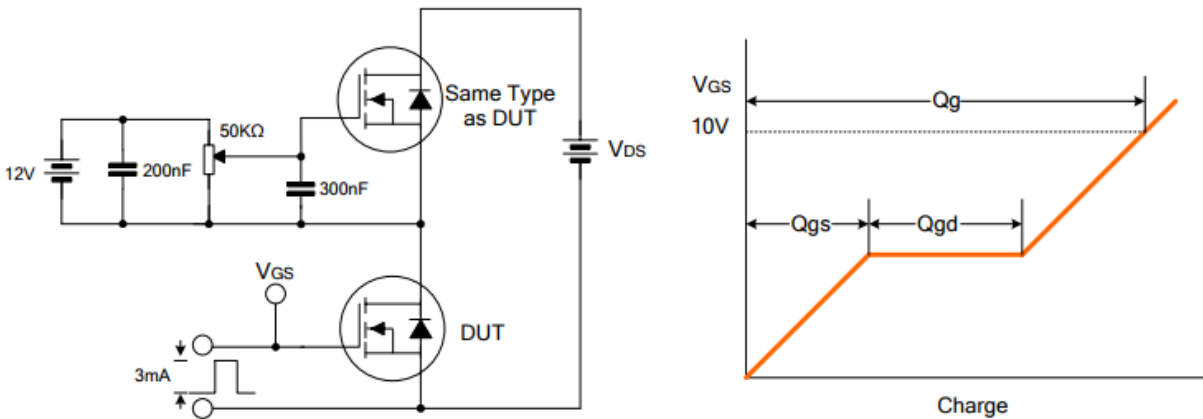 Same Type
as DUT
50KΩ
12V
200nF
300nF
VDS
VGS
DUT
3mA
VGS
10V
Qg
Qgs
Qgd
Charge